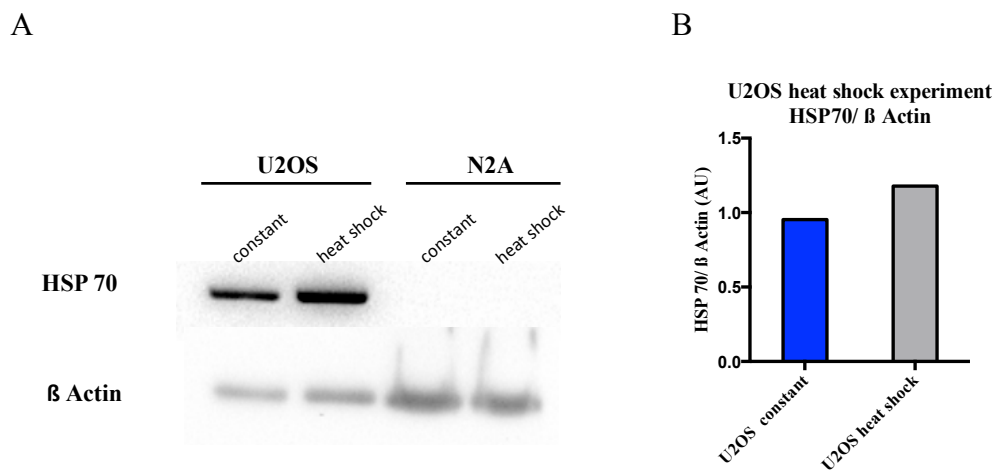 A
B
U2OS N2A
constant heat shock constant heat shock
HSP 70
ß Actin
U2OS heat shock experiment
HSP70/ ß Actin
HSP 70/ ß Actin (AU)
1.5
1.0
0.5
0.0
U2OS constant
U2OS heat shock